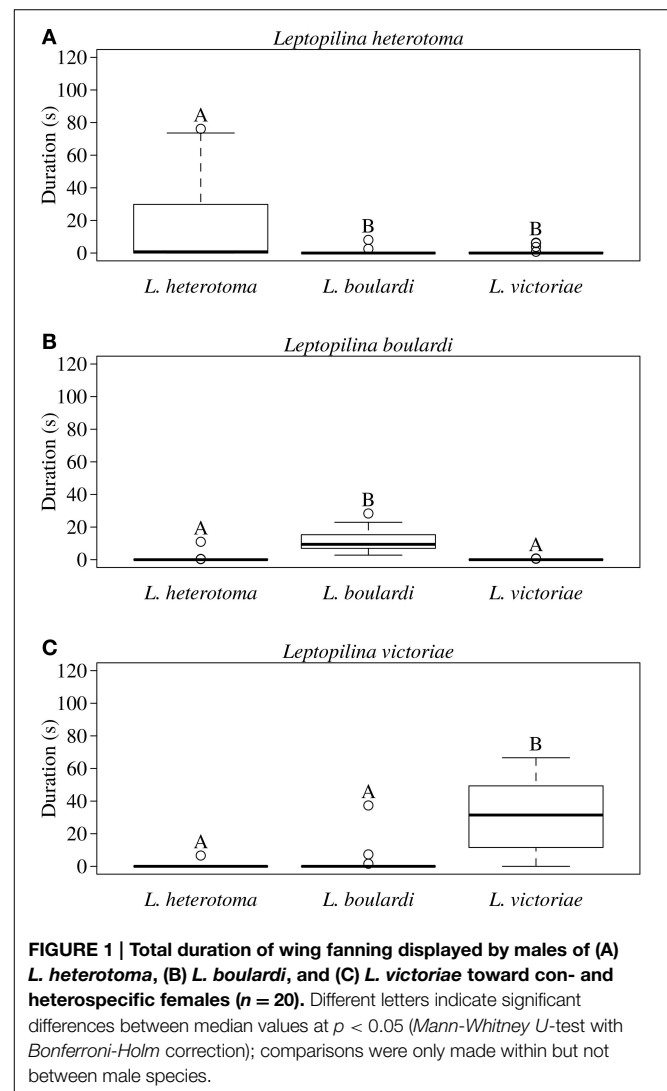 A
Leptopilina heterotoma
Duration (s)
120
100
80
60
40
20
0
A
B
B
L. heterotoma
L. boulardi
L. victoriae
B
Leptopilina boulardi
Duration (s)
120
100
80
60
40
20
0
A
B
A
L. heterotoma
L. boulardi
L. victoriae
C
Leptopilina victoriae
Duration (s)
120
100
80
60
40
20
0
A
A
B
L. heterotoma
L. boulardi
L. victoriae
FIGURE 1 | Total duration of wing fanning displayed by males of (A)
L. heterotoma, (B) L. boulardi, and (C) L. victoriae toward con- and
heterospecific females (n = 20). Different letters indicate significant
differences between median values at p < 0.05 (Mann-Whitney U-test with
Bonferroni-Holm correction); comparisons were only made within but not
between male species.